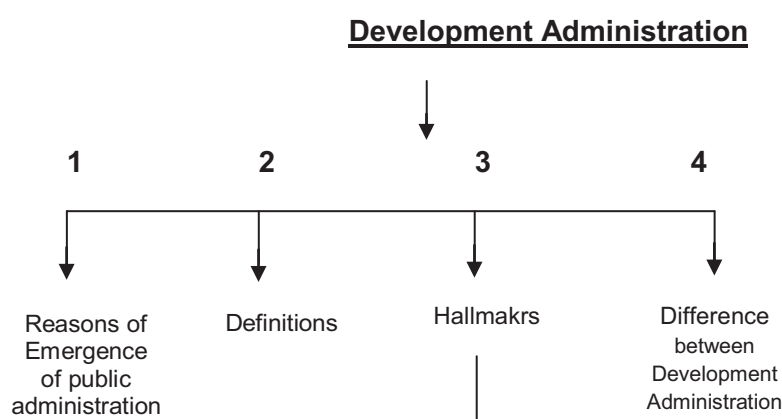 Development Administration
1 2 3 4
Reasons of
Emergence
of public
administration
Definitions
Hallmakrs
Difference
between
Development
Administration